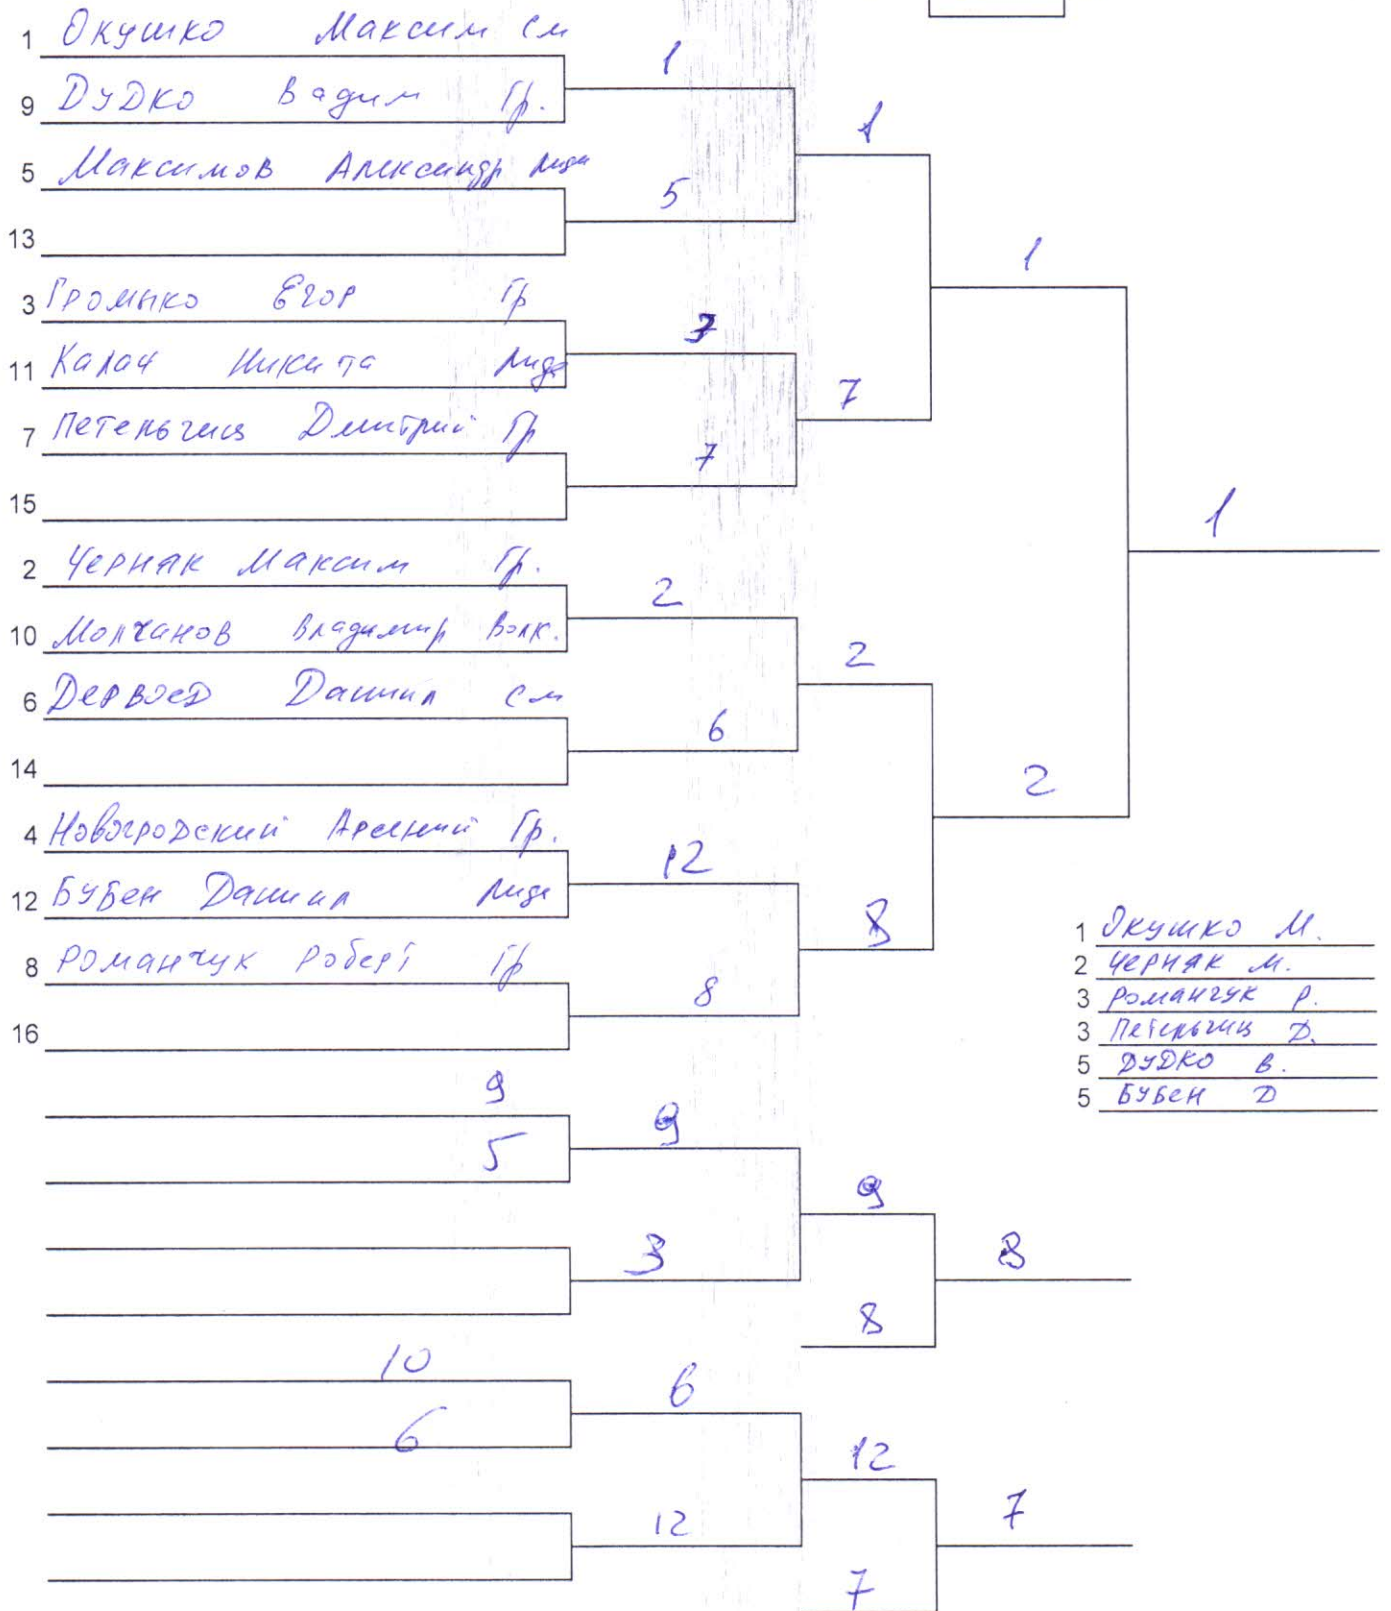 1 Окушко Максим См
1
9 Дудко Вадим Гр.
1
5 Максимов Александр Лида
5
13
1
3 Громыко Егор Гр
3
11 Калач Никита Лида
7
7 Петельчиц Дмитрий Гр
7
15
1
2 Черняк Максим Гр.
2
10 Молчанов Владимир Волк.
2
6 Дервоед Даниил См
6
14
2
4 Новогродский Арсений Гр.
12
12 Бубен Даниил Лида
8
8 Романчук Роберт Гр
8
16
1 Окушко М.
2 Черняк М.
3 Романчук Р.
3 Петельчиц Д.
5 Дудко В.
5 Бубен Д
9
9
5
9
3
8
8
10
6
6
12
12
7
7